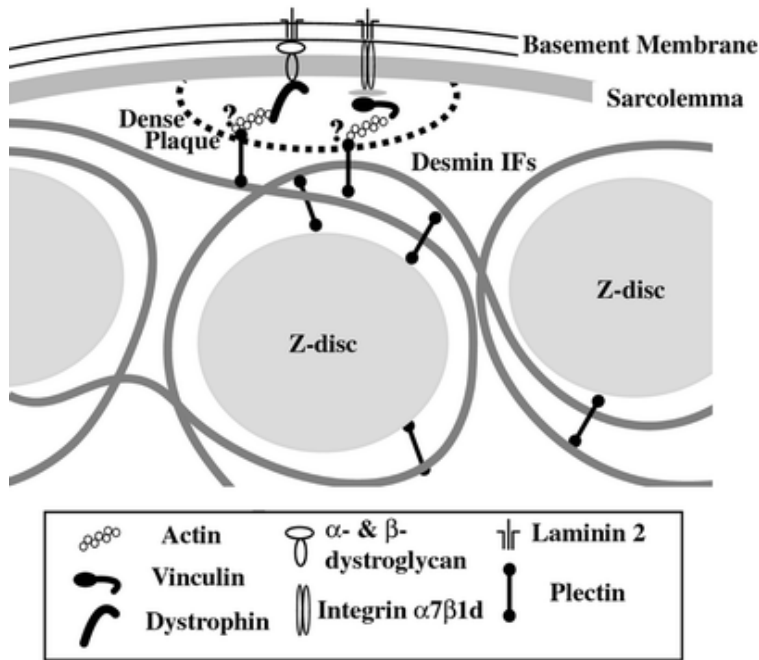 Basement Membrane
Sarcolemma
?
Dense
Plaque
?
Desmin IFs
Z-disc
Z-disc
Actin
α- & β-
dystroglycan
Laminin 2
Vinculin
Integrin α7β1d
Plectin
Dystrophin